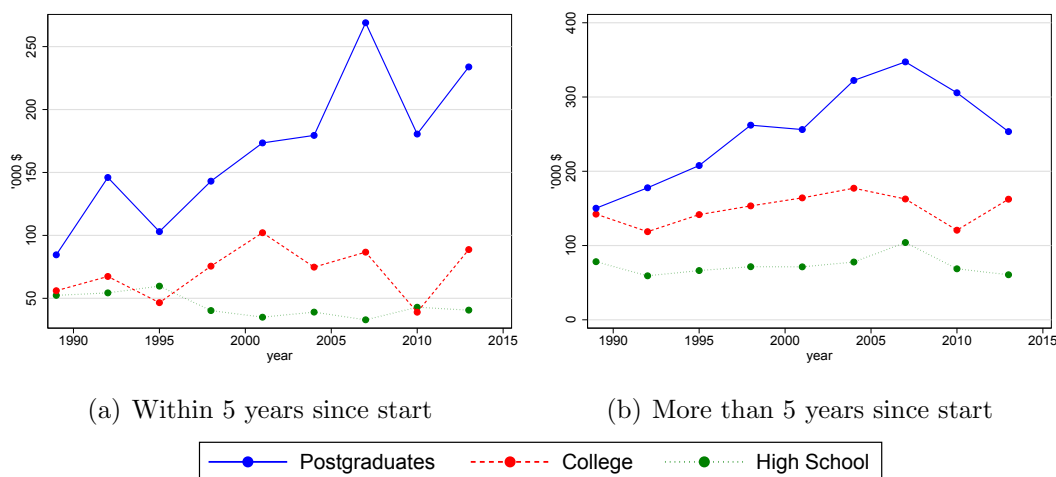 250
200
150
100
50
'000 $
1990 1995 2000 2005 2010 2015
year
(a) Within 5 years since start
400
300
200
100
0
'000 $
1990 1995 2000 2005 2010 2015
year
(b) More than 5 years since start
Postgraduates College High School